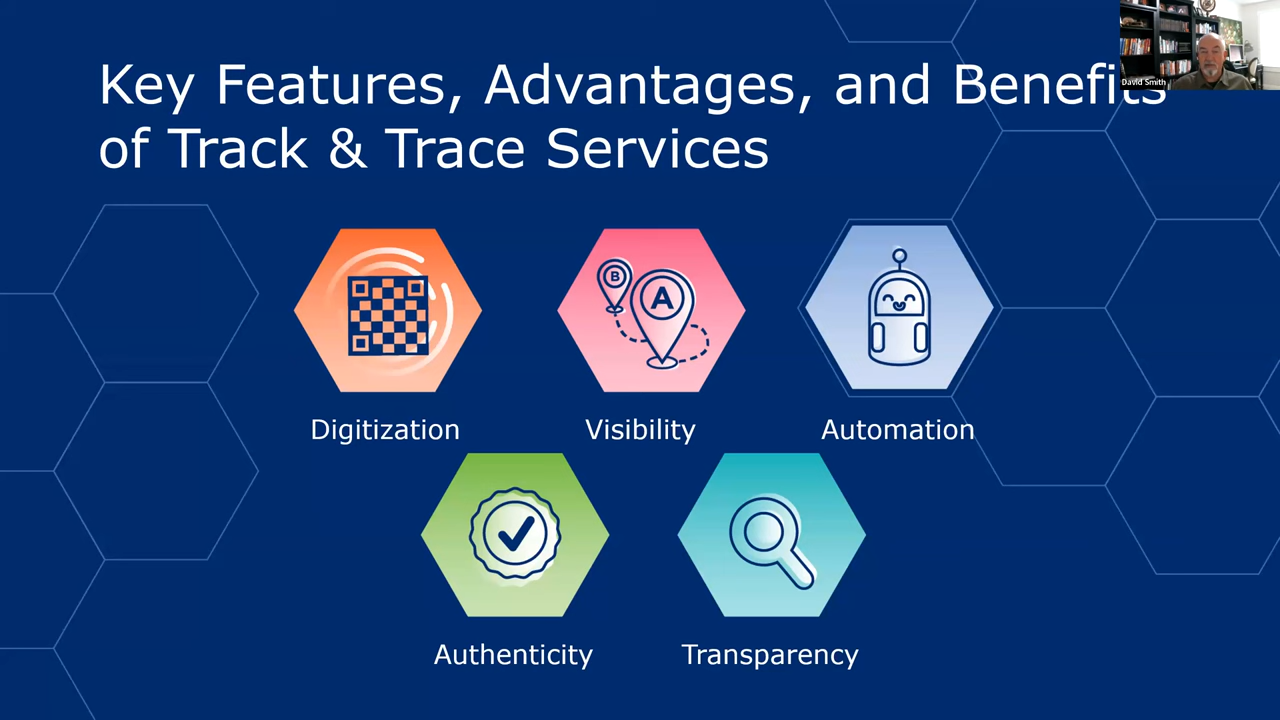 Key Features, Advantages, and Benefits
of Track & Trace Services
David Smith
B
A
Digitization
Visibility
Automation
Authenticity
Transparency